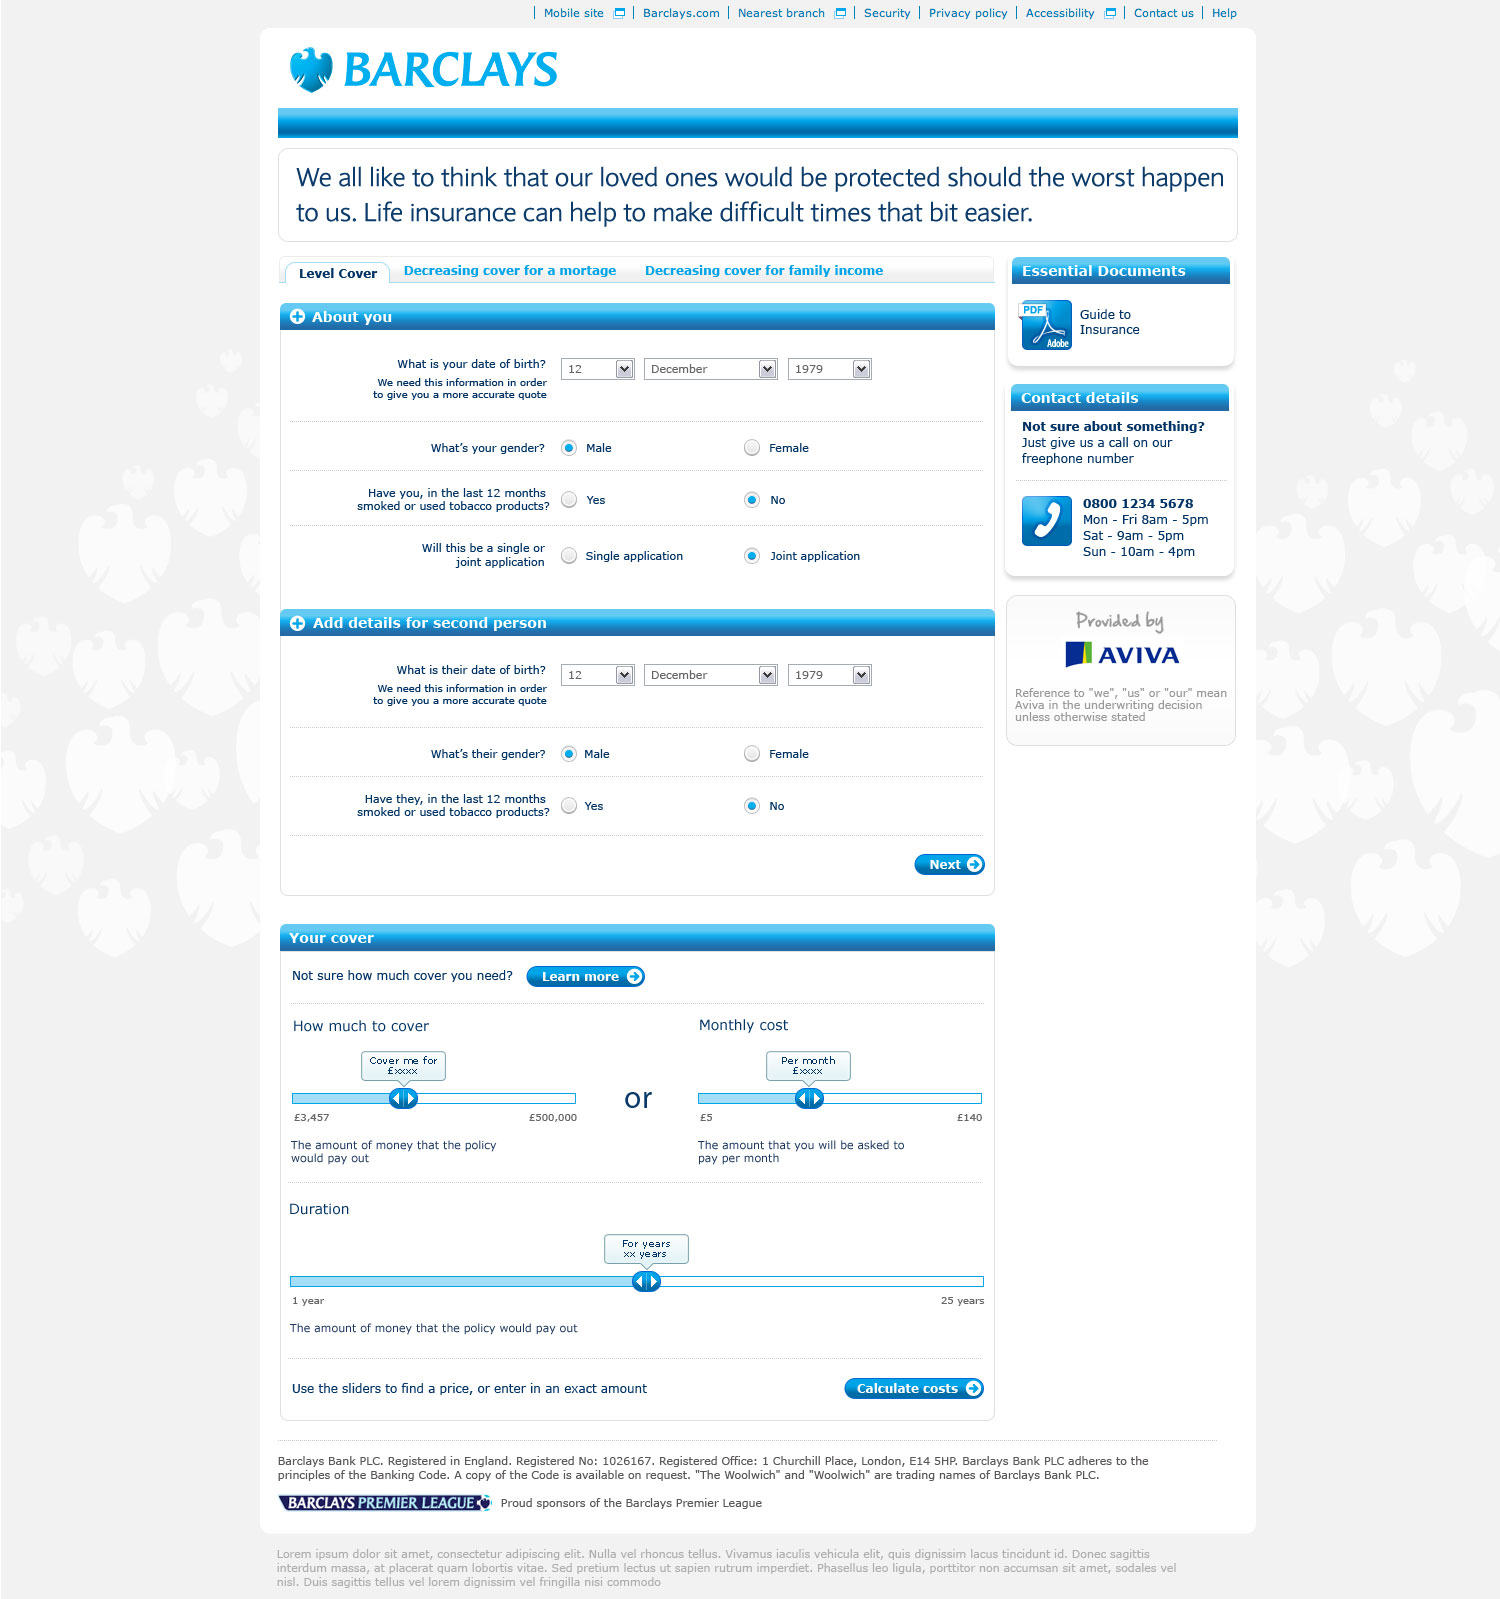 Mobile site
Barclays.com
Nearest branch
Security
Privacy policy
Accessibility
Contact us
Help
BARCLAYS
We all like to think that our loved ones would be protected should the worst happen
to us. Life insurance can help to make difficult times that bit easier.
Level Cover
Decreasing cover for a mortage
Decreasing cover for family income
About you
What is your date of birth?
We need this information in order
to give you a more accurate quote
12
December
1979
What's your gender?
Male
Female
Have you, in the last 12 months
smoked or used tobacco products?
Yes
No
Will this be a single or
joint application
Single application
Joint application
Add details for second person
What is their date of birth?
We need this information in order
to give you a more accurate quote
12
December
1979
What's their gender?
Male
Female
Have they, in the last 12 months
smoked or used tobacco products?
Yes
No
Next
Your cover
Not sure how much cover you need?
Learn more
How much to cover
Cover me for
£xxxx
£3,457
£500,000
The amount of money that the policy
would pay out
or
Monthly cost
Per month
£xxxx
£5
£140
The amount that you will be asked to
pay per month
Duration
For years
xx years
1 year
25 years
The amount of money that the policy would pay out
Use the sliders to find a price, or enter in an exact amount
Calculate costs
Essential Documents
PDF
Adobe
Guide to
Insurance
Contact details
Not sure about something?
Just give us a call on our
freephone number
0800 1234 5678
Mon - Fri 8am - 5pm
Sat - 9am - 5pm
Sun - 10am - 4pm
Provided by
AVIVA
Reference to "we", "us" or "our" mean
Aviva in the underwriting decision
unless otherwise stated
Barclays Bank PLC. Registered in England. Registered No: 1026167. Registered Office: 1 Churchill Place, London, E14 5HP. Barclays Bank PLC adheres to the
principles of the Banking Code. A copy of the Code is available on request. "The Woolwich" and "Woolwich" are trading names of Barclays Bank PLC.
BARCLAYS PREMIER LEAGUE
Proud sponsors of the Barclays Premier League
Lorem ipsum dolor sit amet, consectetur adipiscing elit. Nulla vel rhoncus tellus. Vivamus iaculis vehicula elit, quis dignissim lacus tincidunt id. Donec sagittis
interdum massa, at placerat quam lobortis vitae. Sed pretium lectus ut sapien rutrum imperdiet. Phasellus leo ligula, porttitor non accumsan sit amet, sodales vel
nisl. Duis sagittis tellus vel lorem dignissim vel fringilla nisi commodo